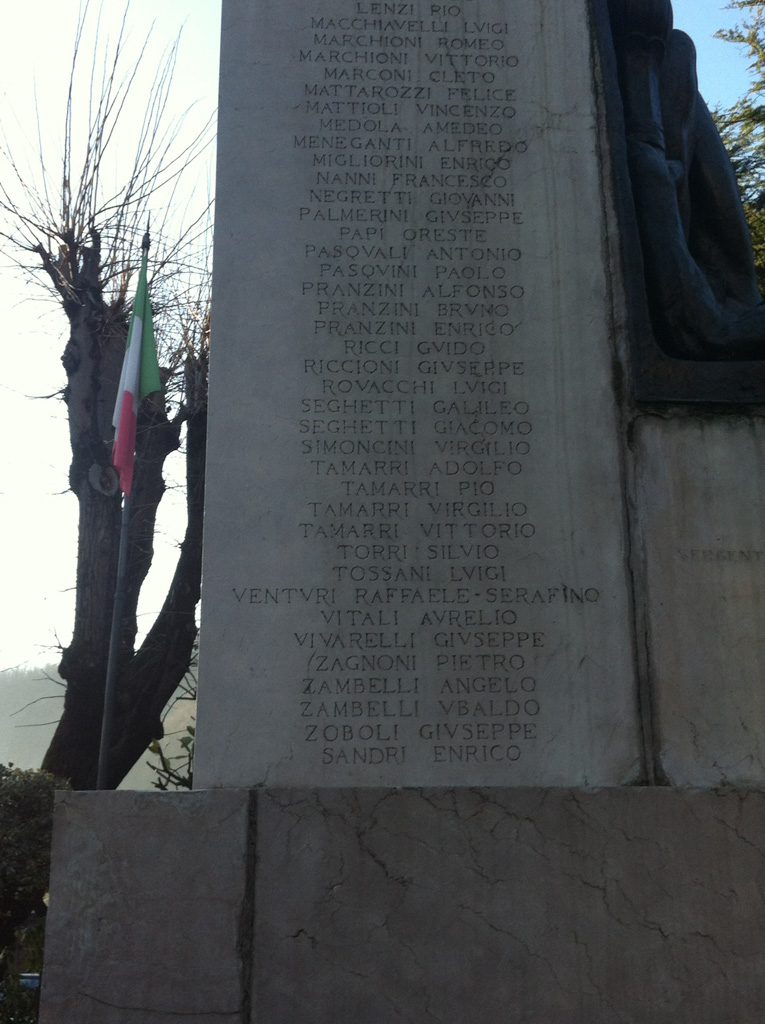 LENZI RIO
MACCHIAVELLI LVIGI
MARCHIONI ROMEO
MARCHIONI VITTORIO
MARCONI CLETO
MATTAROZZI FELICE
MATTIOLI VINCENZO
MEDOLA AMEDEO
MENEGANTI ALFREDO
MIGLIORINI ENRICO
NANNI FRANCESCO
NEGRETTI GIOVANNI
PALMERINI GIVSEPPE
PAPI ORESTE
PASQVALI ANTONIO
PASQVINI PAOLO
PRANZINI ALFONSO
PRANZINI BRVNO
PRANZINI ENRICO
RICCI GVIDO
RICCIONI GIVSEPPE
ROVACCHI LVIGI
SEGHETTI GALILEO
SEGHETTI GIACOMO
SIMONCINI VIRGILIO
TAMARRI ADOLFO
TAMARRI PIO
TAMARRI VIRGILIO
TAMARRI VITTORIO
TORRI SILVIO
TOSSANI LVIGI
VENTVRI RAFFAELE-SERAFINO
VITALI AVRELIO
VIVARELLI GIVSEPPE
ZAGNONI PIETRO
ZAMBELLI ANGELO
ZAMBELLI VBALDO
ZOBOLI GIVSEPPE
SANDRI ENRICO